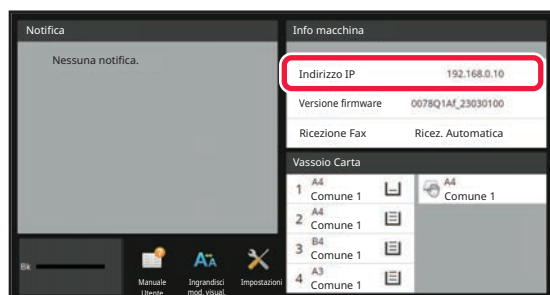 Notifica
Nessuna notifica.
Info macchina
Indirizzo IP 192.168.0.10
Versione firmware 0078Q1Af_23030100
Ricezione Fax Ricez. Automatica
Vassoio Carta
1 A4
Comune 1
A4
Comune 1
2 A4
Comune 1
3 B4
Comune 1
4 A3
Comune 1
Bk
Manuale
Utente
Ingrandisci
mod. visual.
Impostazioni